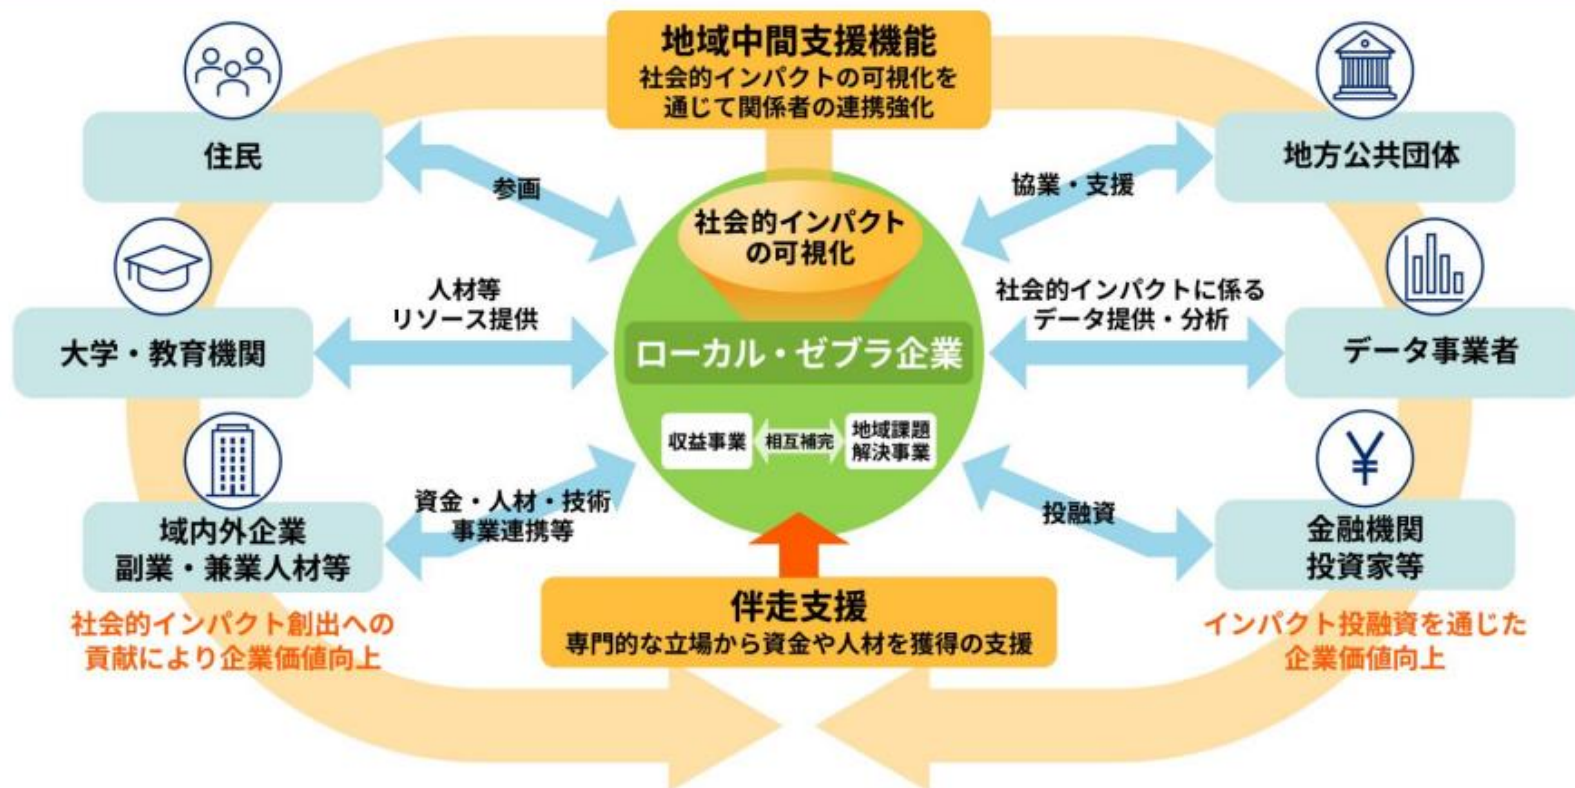 地域中間支援機能
社会的インパクトの可視化を
通じて関係者の連携強化
住民
参画
協業・支援
地方公共団体
社会的インパクト
の可視化
人材等
リソース提供
社会的インパクトに係る
データ提供・分析
大学・教育機関
ローカル・ゼブラ企業
データ事業者
収益事業
相互補完
地域課題
解決事業
¥
資金・人材・技術
事業連携等
投融資
域内外企業
副業・兼業人材等
金融機関
投資家等
伴走支援
専門的な立場から資金や人材を獲得の支援
社会的インパクト創出への
貢献により企業価値向上
インパクト投融資を通じた
企業価値向上